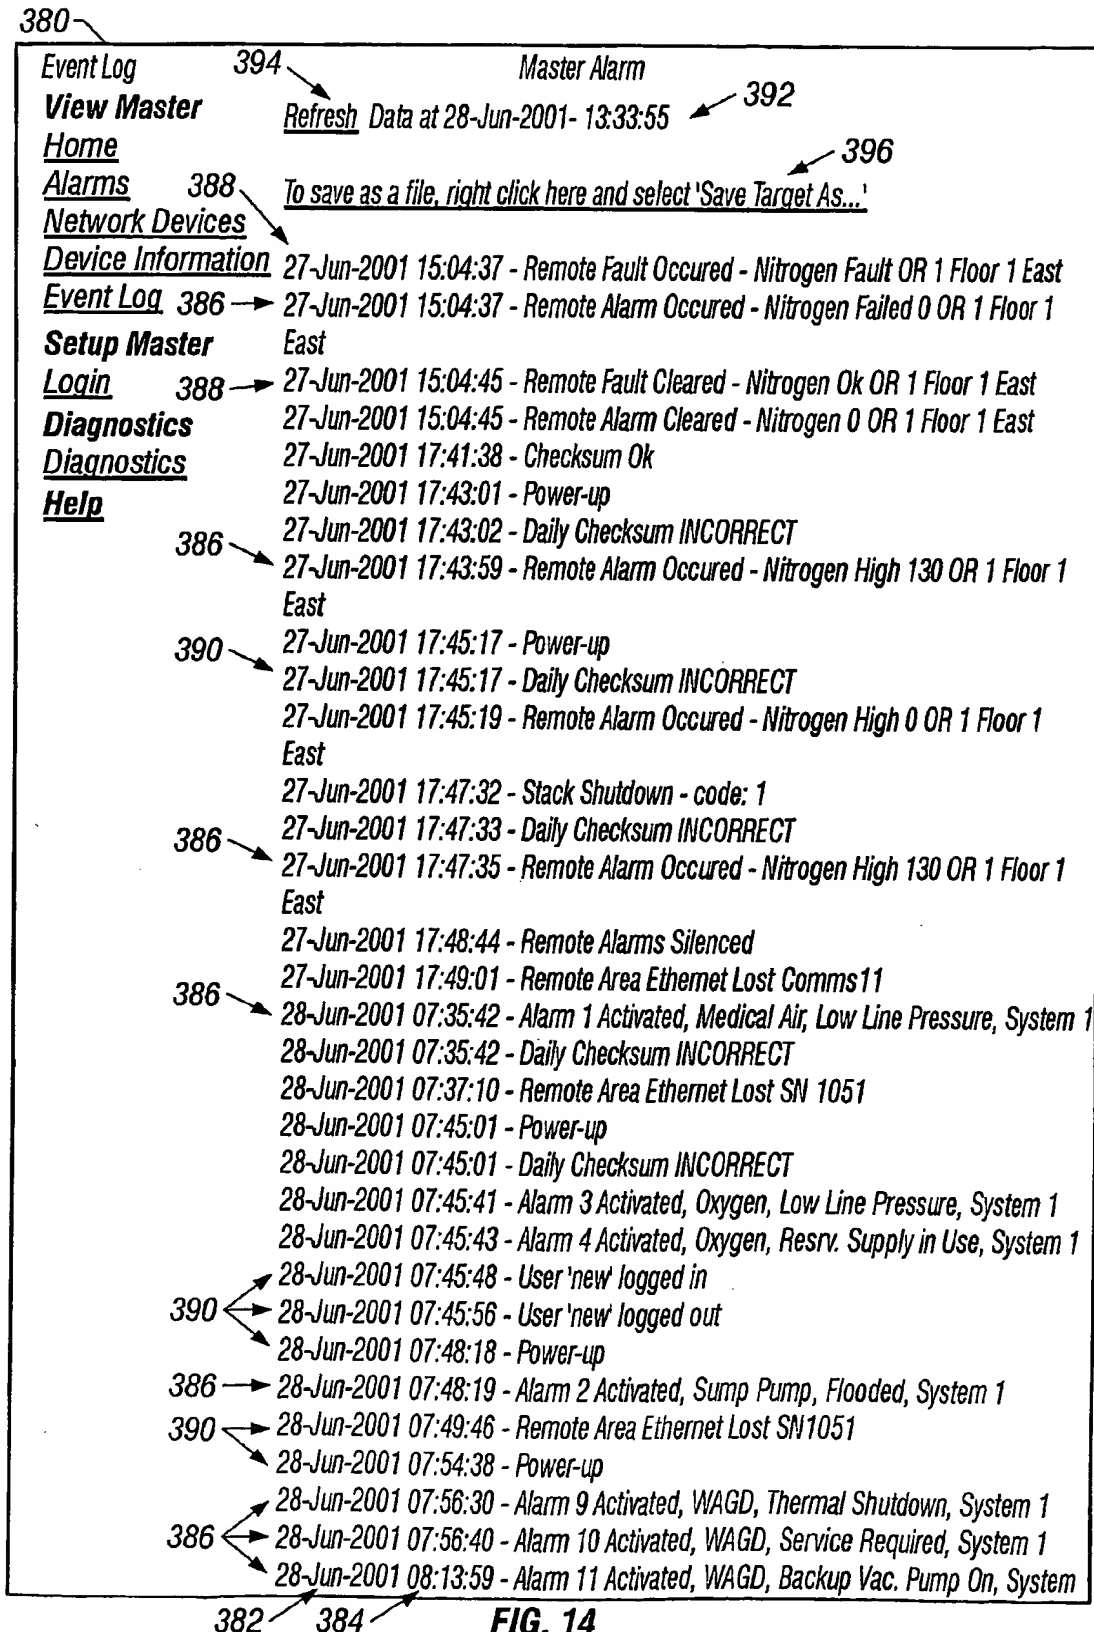 380
Event Log 394 Master Alarm
View Master Refresh Data at 28-Jun-2001- 13:33:55 392
Home
396
Alarms 388 To save as a file, right click here and select 'Save Target As...'
Network Devices
Device Information 27-Jun-2001 15:04:37 - Remote Fault Occured - Nitrogen Fault OR 1 Floor 1 East
Event Log 386 27-Jun-2001 15:04:37 - Remote Alarm Occured - Nitrogen Failed 0 OR 1 Floor 1
Setup Master East
Login 388 27-Jun-2001 15:04:45 - Remote Fault Cleared - Nitrogen Ok OR 1 Floor 1 East
Diagnostics 27-Jun-2001 15:04:45 - Remote Alarm Cleared - Nitrogen 0 OR 1 Floor 1 East
Diagnostics 27-Jun-2001 17:41:38 - Checksum Ok
Help 27-Jun-2001 17:43:01 - Power-up
27-Jun-2001 17:43:02 - Daily Checksum INCORRECT
386 27-Jun-2001 17:43:59 - Remote Alarm Occured - Nitrogen High 130 OR 1 Floor 1
East
27-Jun-2001 17:45:17 - Power-up
390 27-Jun-2001 17:45:17 - Daily Checksum INCORRECT
27-Jun-2001 17:45:19 - Remote Alarm Occured - Nitrogen High 0 OR 1 Floor 1
East
27-Jun-2001 17:47:32 - Stack Shutdown - code: 1
27-Jun-2001 17:47:33 - Daily Checksum INCORRECT
386 27-Jun-2001 17:47:35 - Remote Alarm Occured - Nitrogen High 130 OR 1 Floor 1
East
27-Jun-2001 17:48:44 - Remote Alarms Silenced
27-Jun-2001 17:49:01 - Remote Area Ethernet Lost Comms11
386 28-Jun-2001 07:35:42 - Alarm 1 Activated, Medical Air, Low Line Pressure, System 1
28-Jun-2001 07:35:42 - Daily Checksum INCORRECT
28-Jun-2001 07:37:10 - Remote Area Ethernet Lost SN 1051
28-Jun-2001 07:45:01 - Power-up
28-Jun-2001 07:45:01 - Daily Checksum INCORRECT
28-Jun-2001 07:45:41 - Alarm 3 Activated, Oxygen, Low Line Pressure, System 1
28-Jun-2001 07:45:43 - Alarm 4 Activated, Oxygen, Resrv. Supply in Use, System 1
28-Jun-2001 07:45:48 - User 'new' logged in
390 28-Jun-2001 07:45:56 - User 'new' logged out
28-Jun-2001 07:48:18 - Power-up
386 28-Jun-2001 07:48:19 - Alarm 2 Activated, Sump Pump, Flooded, System 1
390 28-Jun-2001 07:49:46 - Remote Area Ethernet Lost SN1051
28-Jun-2001 07:54:38 - Power-up
28-Jun-2001 07:56:30 - Alarm 9 Activated, WAGD, Thermal Shutdown, System 1
386 28-Jun-2001 07:56:40 - Alarm 10 Activated, WAGD, Service Required, System 1
28-Jun-2001 08:13:59 - Alarm 11 Activated, WAGD, Backup Vac. Pump On, System
382 384 FIG. 14